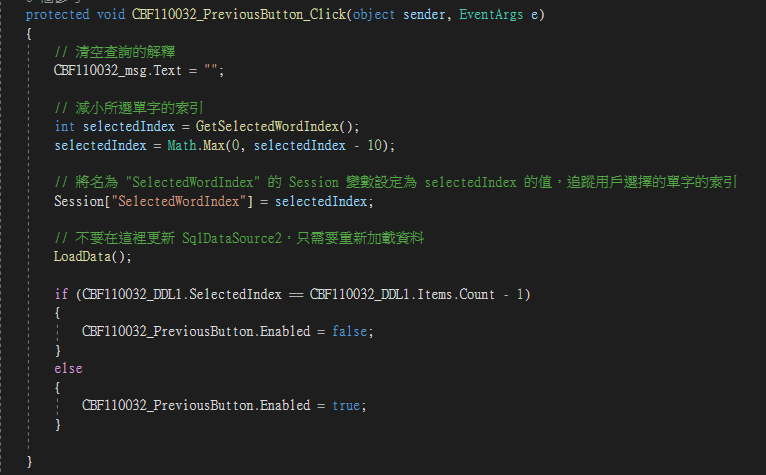 protected void CBF110032_PreviousButton_Click(object sender, EventArgs e)
{
// 清空查詢的解釋
CBF110032_msg.Text = "";
// 減小所選單字的索引
int selectedIndex = GetSelectedWordIndex();
selectedIndex = Math.Max(0, selectedIndex - 10);
// 將名為 "SelectedWordIndex" 的 Session 變數設定為 selectedIndex 的值，追蹤用戶選擇的單字的索引
Session["SelectedWordIndex"] = selectedIndex;
// 不要在這裡更新 SqlDataSource2，只需要重新加載資料
LoadData();
if (CBF110032_DDL1.SelectedIndex == CBF110032_DDL1.Items.Count - 1)
{
CBF110032_PreviousButton.Enabled = false;
}
else
{
CBF110032_PreviousButton.Enabled = true;
}
}